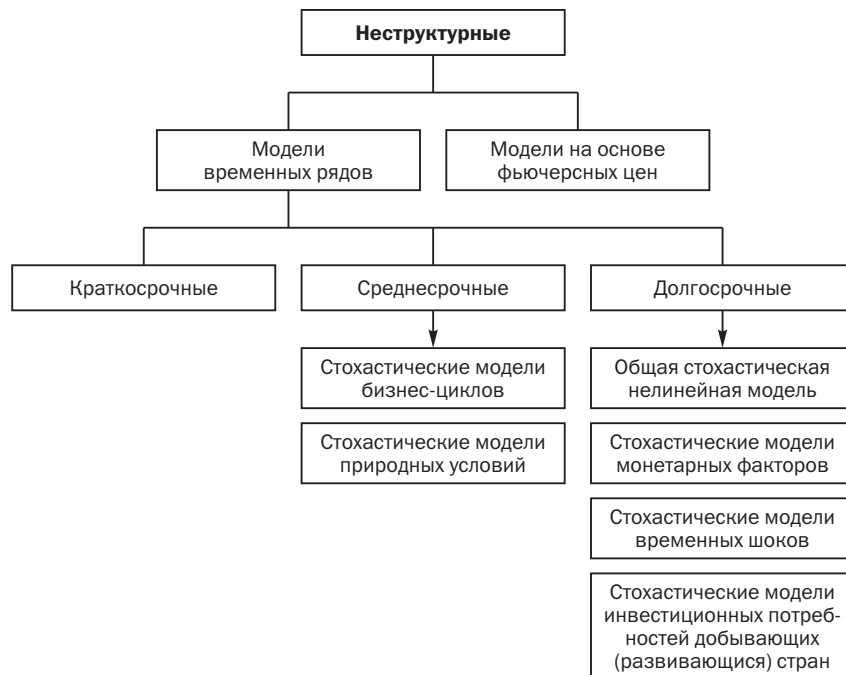 Неструктурные
Модели
временных рядов
Модели на основе
фьючерсных цен
Краткосрочные
Среднесрочные
Долгосрочные
Стохастические модели
бизнес-циклов
Стохастические модели
природных условий
Общая стохастическая
нелинейная модель
Стохастические модели
монетарных факторов
Стохастические модели
временных шоков
Стохастические модели
инвестиционных потреб-
ностей добывающих
(развивающися) стран